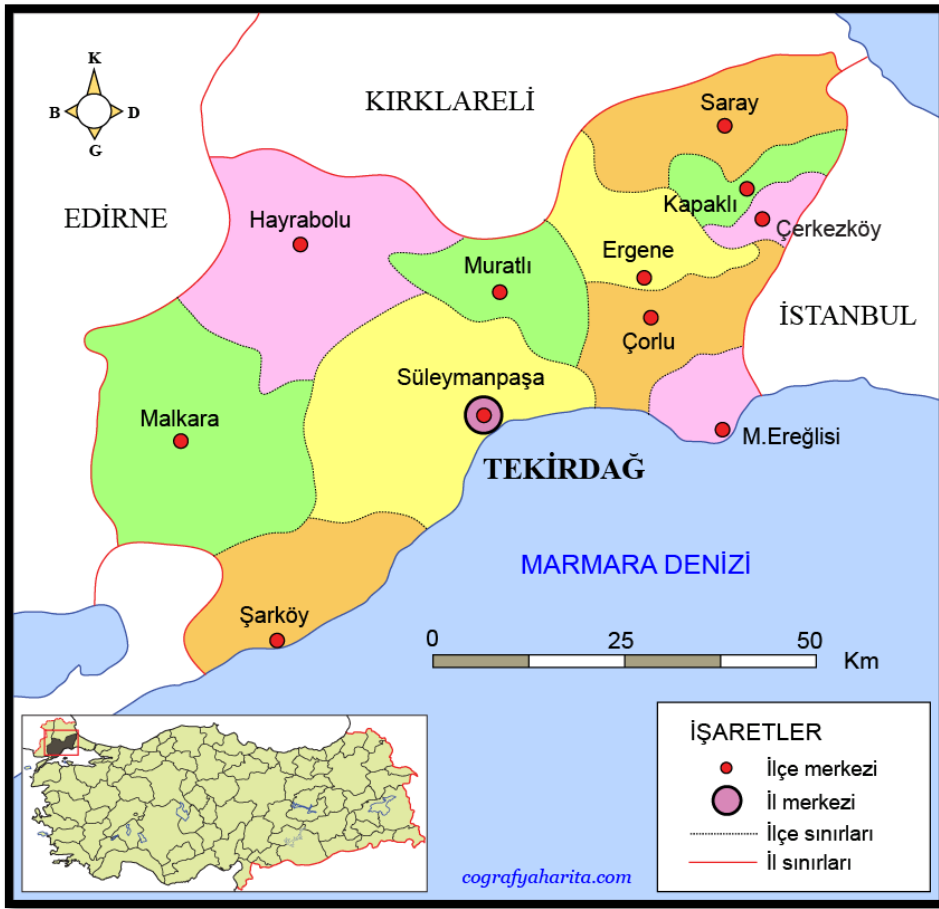 K
B D
G
KIRKLARELİ
EDİRNE
İSTANBUL
Saray
Kapaklı
Çerkezköy
Hayrabolu
Muratlı
Ergene
Çorlu
Süleymanpaşa
Malkara
M.Ereğlisi
TEKİRDAĞ
MARMARA DENİZİ
Şarköy
0 25 50
Km
İŞARETLER
İlçe merkezi
İl merkezi
İlçe sınırları
İl sınırları
cografyaharita.com